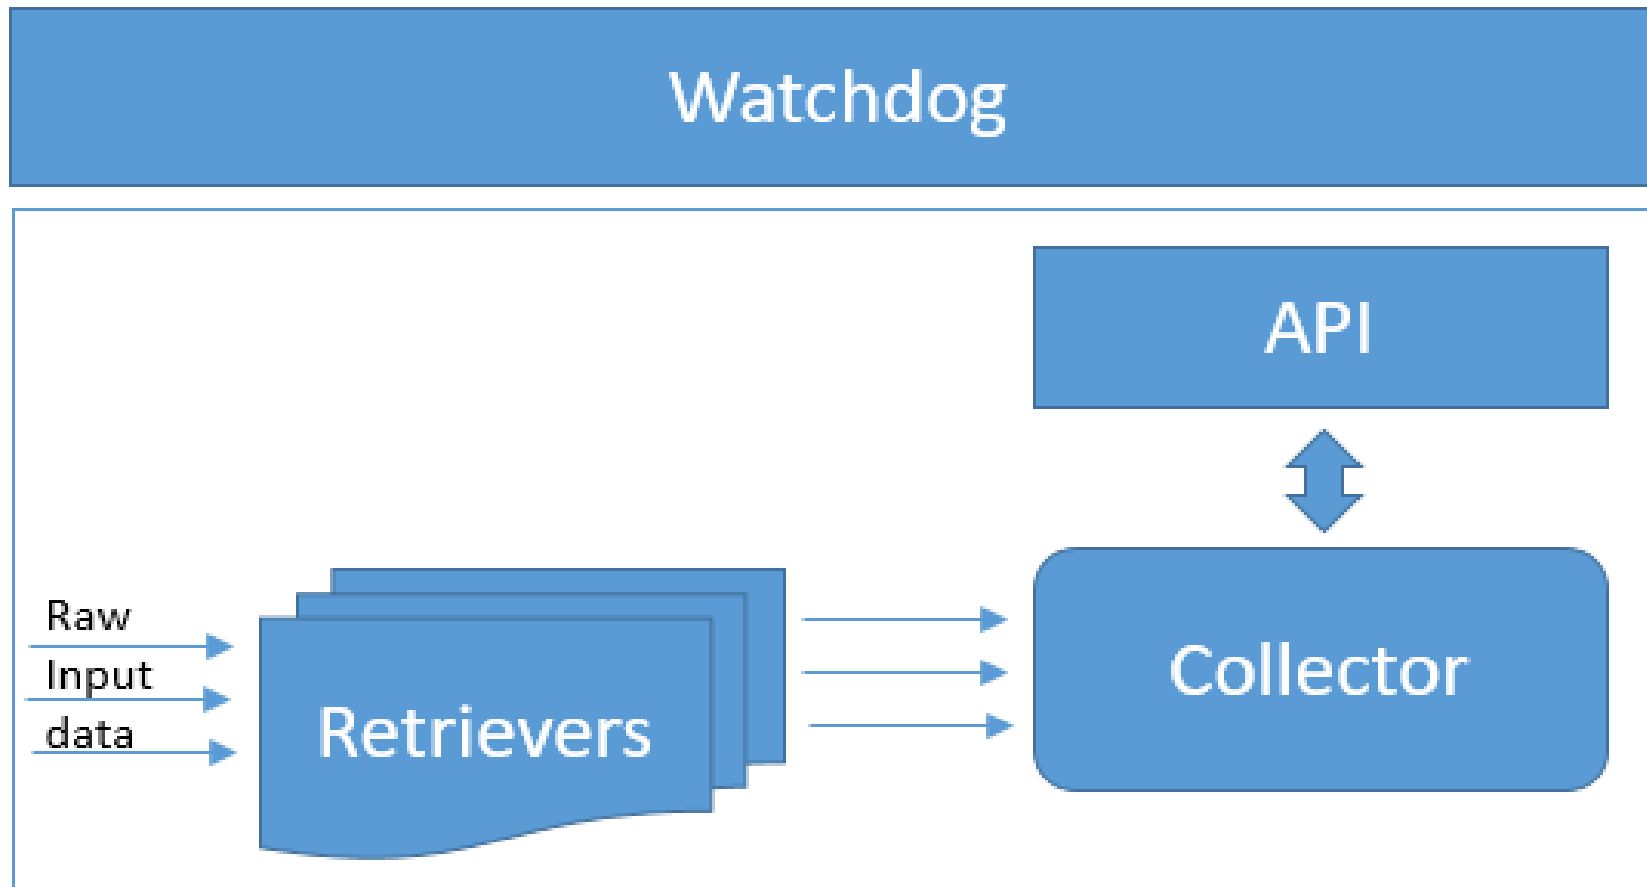 Watchdog
API
Raw
Input
data
Retrievers
Collector